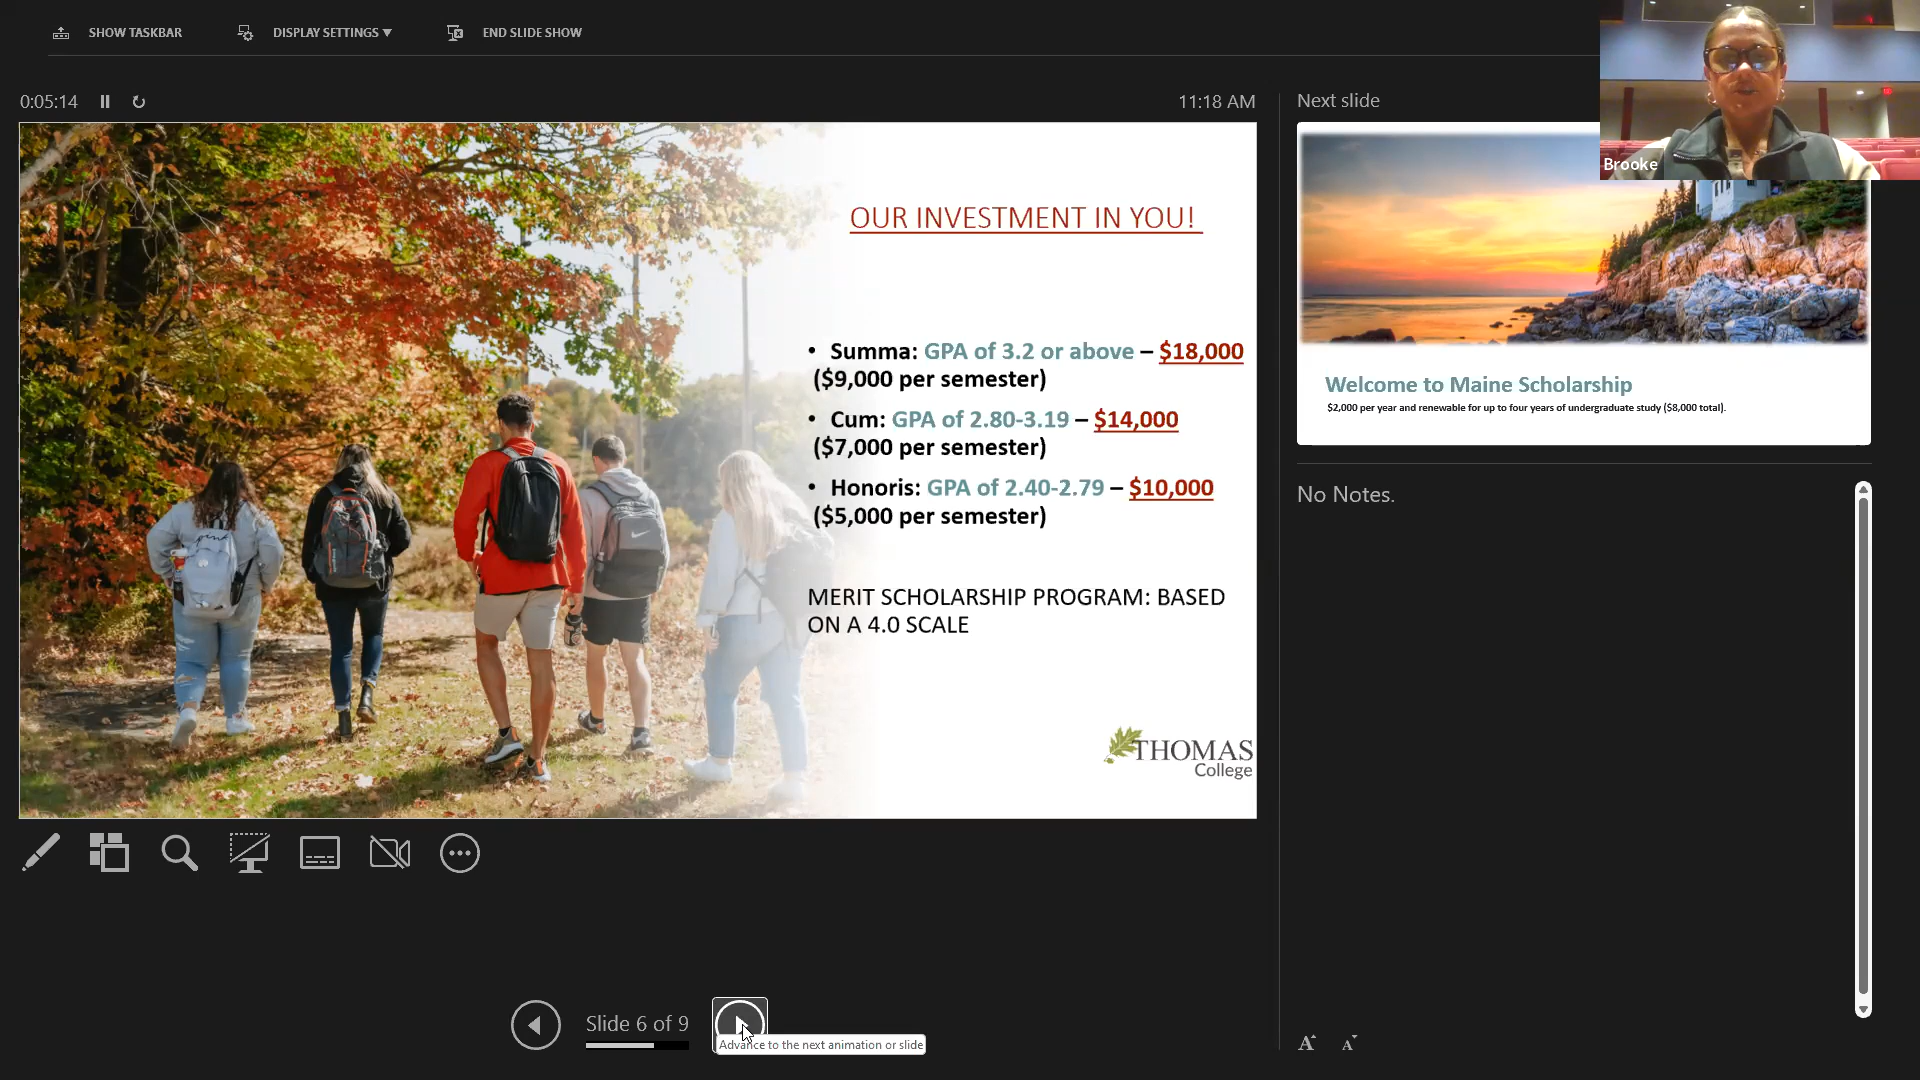 SHOW TASKBAR
DISPLAY SETTINGS ▼
END SLIDE SHOW
0:05:14
11:18 AM
OUR INVESTMENT IN YOU!
• Summa: GPA of 3.2 or above – $18,000
($9,000 per semester)
• Cum: GPA of 2.80-3.19 – $14,000
($7,000 per semester)
• Honoris: GPA of 2.40-2.79 – $10,000
($5,000 per semester)
MERIT SCHOLARSHIP PROGRAM: BASED
ON A 4.0 SCALE
THOMAS
College
pink
Next slide
Brooke
Welcome to Maine Scholarship
$2,000 per year and renewable for up to four years of undergraduate study ($8,000 total).
No Notes.
Slide 6 of 9
Advance to the next animation or slide
A A